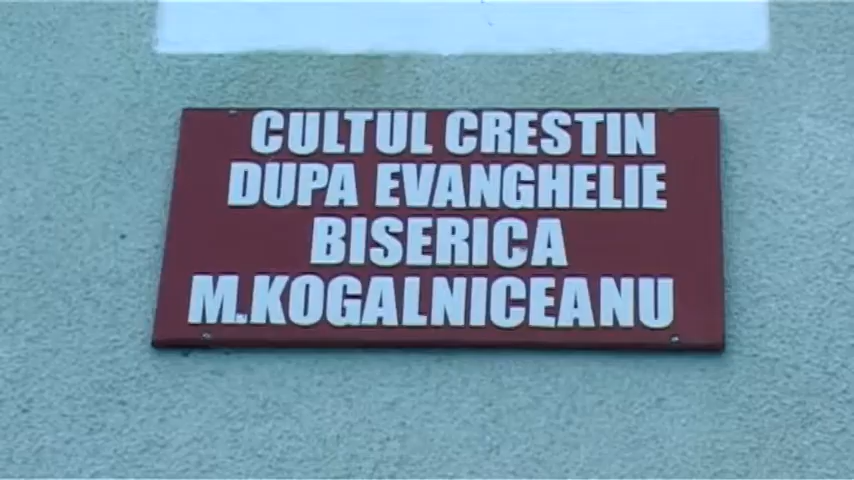 CULTUL CRESTIN
DUPA EVANGHELIE
BISERICA
M.KOGALNICEANU